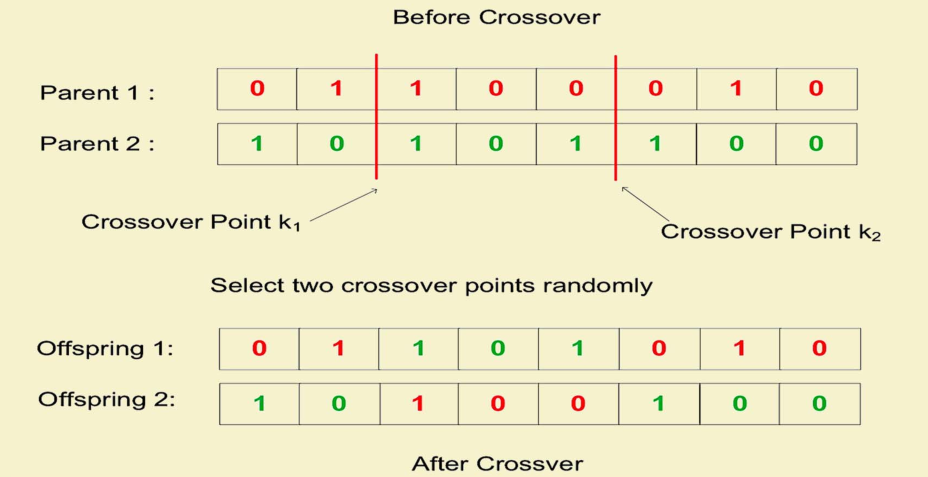 Before Crossover
Parent 1 : 0 1 1 0 0 0 1 0
Parent 2 : 1 0 1 0 1 1 0 0
Crossover Point k₁
Crossover Point k₂
Select two crossover points randomly
Offspring 1: 0 1 1 0 1 0 1 0
Offspring 2: 1 0 1 0 0 1 0 0
After Crossver